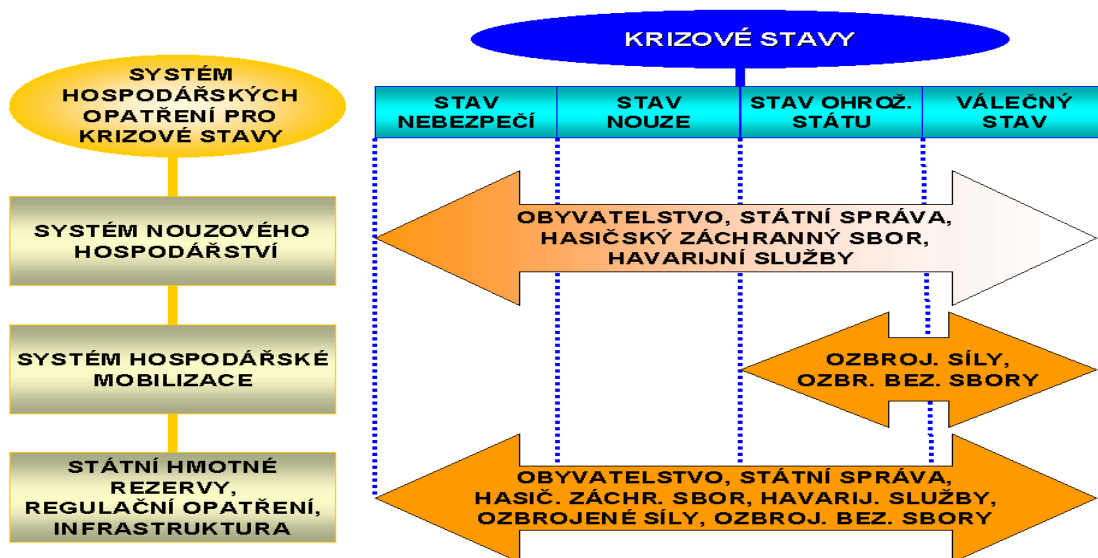 SYSTÉM
HOSPODÁŘSKÝCH
OPATŘENÍ PRO
KRIZOVÉ STAVY
KRIZOVÉ STAVY
STAV
NEBEZPEČÍ
STAV
NOUZE
STAV OHROŽ.
STÁTU
VÁLEČNÝ
STAV
SYSTÉM NOUZOVÉHO
HOSPODÁŘSTVÍ
OBYVATELSTVO, STÁTNÍ SPRÁVA,
HASIČSKÝ ZÁCHRANNÝ SBOR,
HAVARIJNÍ SLUŽBY
SYSTÉM HOSPODÁŘSKÉ
MOBILIZACE
OZBROJ. SÍLY,
OZBR. BEZ. SBORY
STÁTNÍ HMOTNÉ
REZERVY,
REGULAČNÍ OPATŘENÍ,
INFRASTRUKTURA
OBYVATELSTVO, STÁTNÍ SPRÁVA,
HASIČ. ZÁCHR. SBOR, HAVARIJ. SLUŽBY,
OZBROJENÉ SÍLY, OZBROJ. BEZ. SBORY